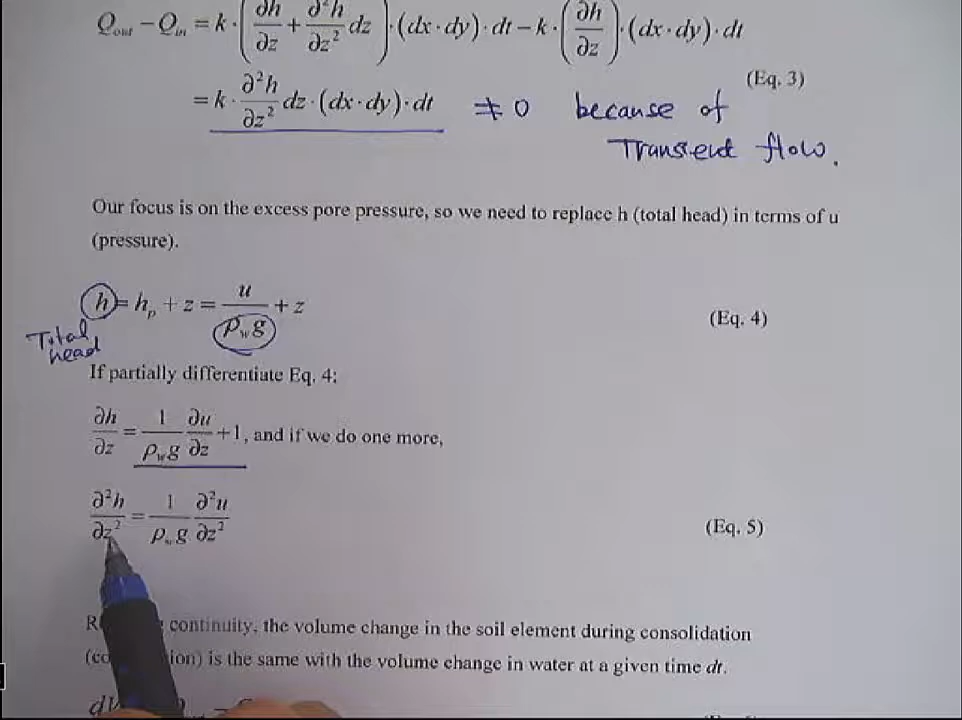 Q_out − Q_in = k · (∂h/∂z + ∂²h/∂z² dz) · (dx · dy) · dt − k · (∂h/∂z) · (dx · dy) · dt
(Eq. 3)
= k · ∂²h/∂z² dz · (dx · dy) · dt ≠ 0 because of
Transient flow.
Our focus is on the excess pore pressure, so we need to replace h (total head) in terms of u
(pressure).
h = h_p + z = u/(ρ_w g) + z (Eq. 4)
Total
head
If partially differentiate Eq. 4;
∂h/∂z = 1/(ρ_w g) ∂u/∂z + 1, and if we do one more,
∂²h/∂z² = 1/(ρ_w g) ∂²u/∂z² (Eq. 5)
continuity, the volume change in the soil element during consolidation
is the same with the volume change in water at a given time dt.